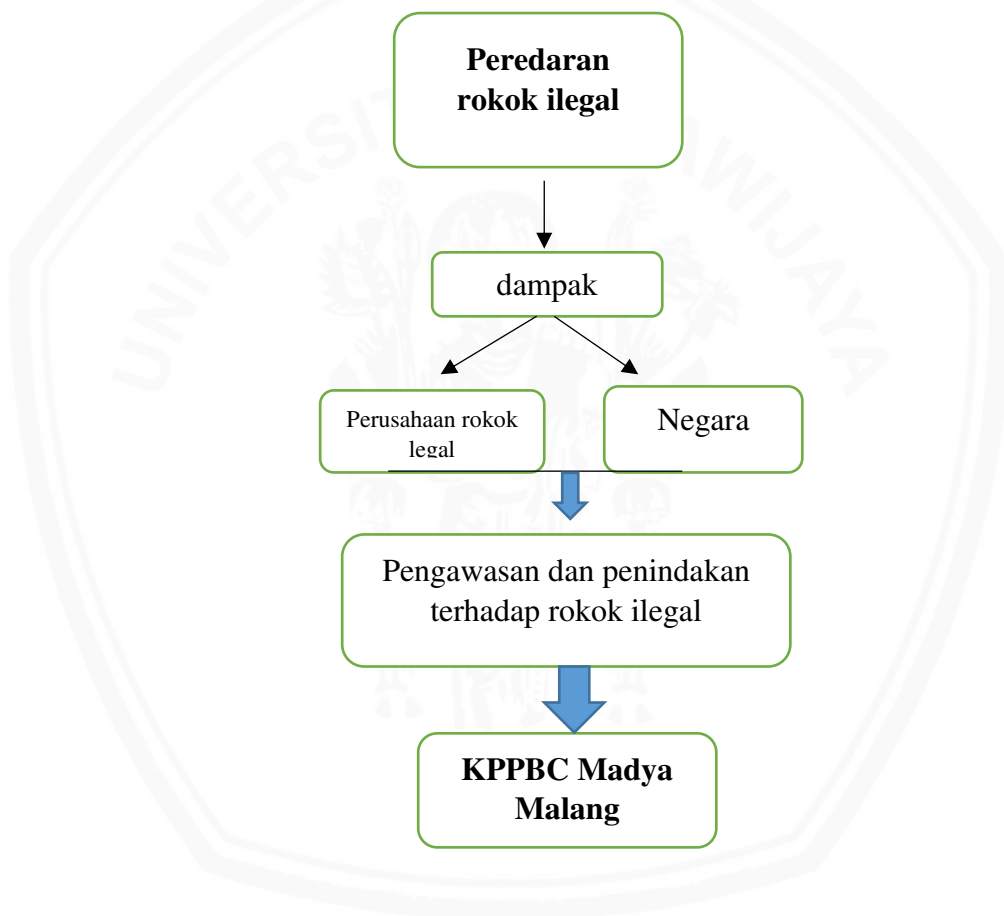 Peredaran
rokok ilegal
dampak
Perusahaan rokok
legal
Negara
Pengawasan dan penindakan
terhadap rokok ilegal
KPPBC Madya
Malang